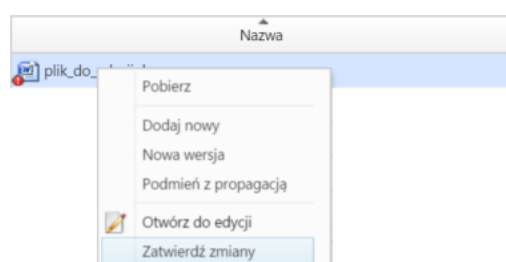 Nazwa
plik_do_
Pobierz
Dodaj nowy
Nowa wersja
Podmień z propagacją
Otwórz do edycji
Zatwierdź zmiany